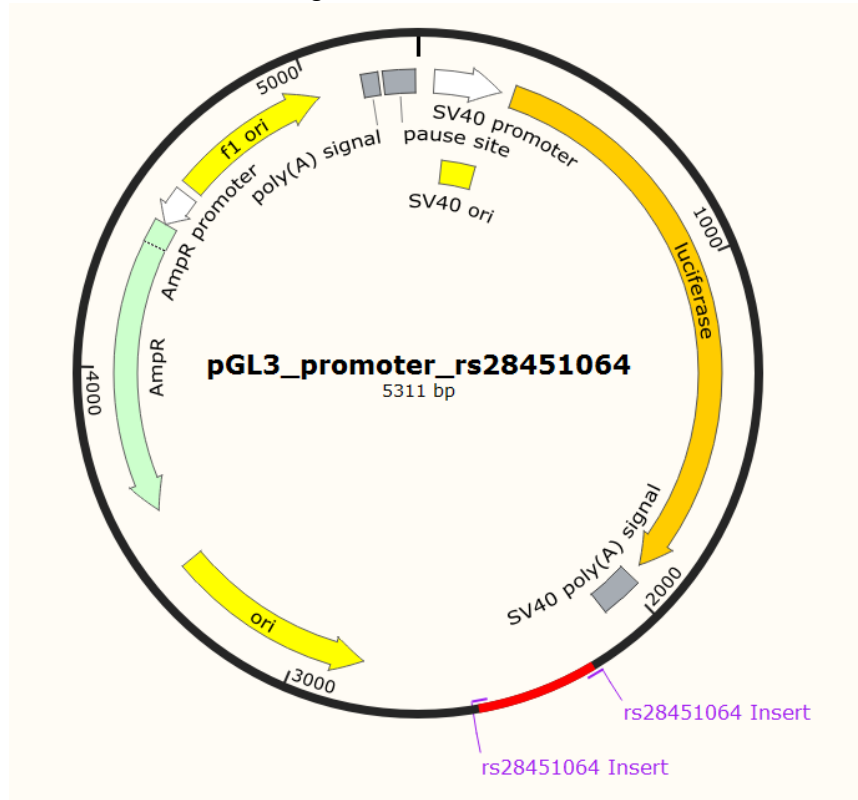 5000
f1 ori
poly(A) signal
pause site
SV40 promoter
SV40 ori
AmpR promoter
1000
luciferase
AmpR
4000
pGL3_promoter_rs28451064
5311 bp
SV40 poly(A) signal
2000
ori
3000
rs28451064 Insert
rs28451064 Insert